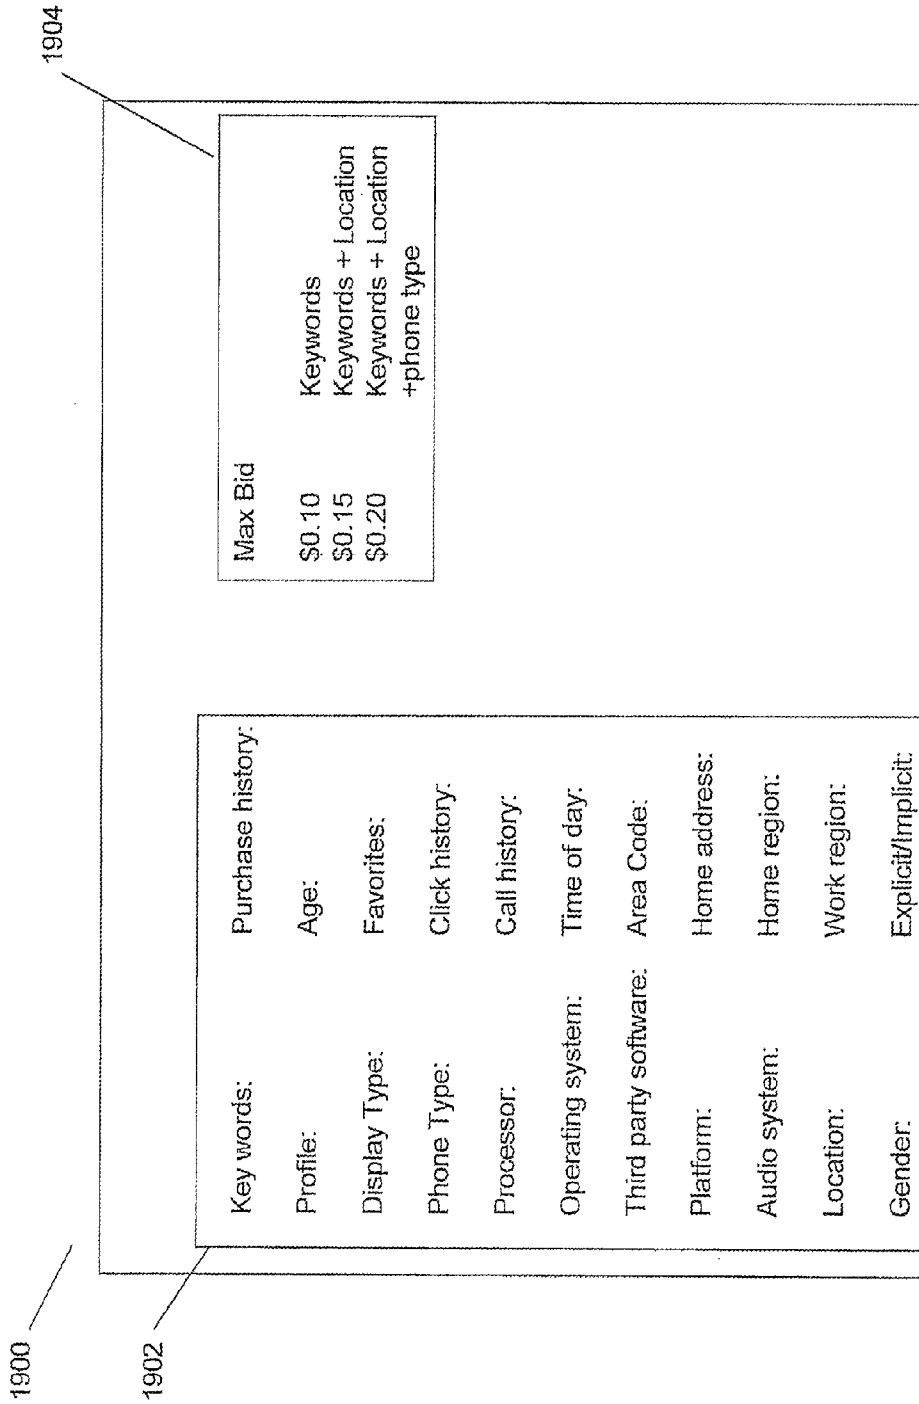 1900
1902
1904
Key words:
Profile:
Display Type:
Phone Type:
Processor:
Operating system:
Third party software:
Platform:
Audio system:
Location:
Gender:
Purchase history:
Age:
Favorites:
Click history:
Call history:
Time of day:
Area Code:
Home address:
Home region:
Work region:
Explicit/Implicit:
Max Bid
$0.10 Keywords
$0.15 Keywords + Location
$0.20 Keywords + Location
+phone type